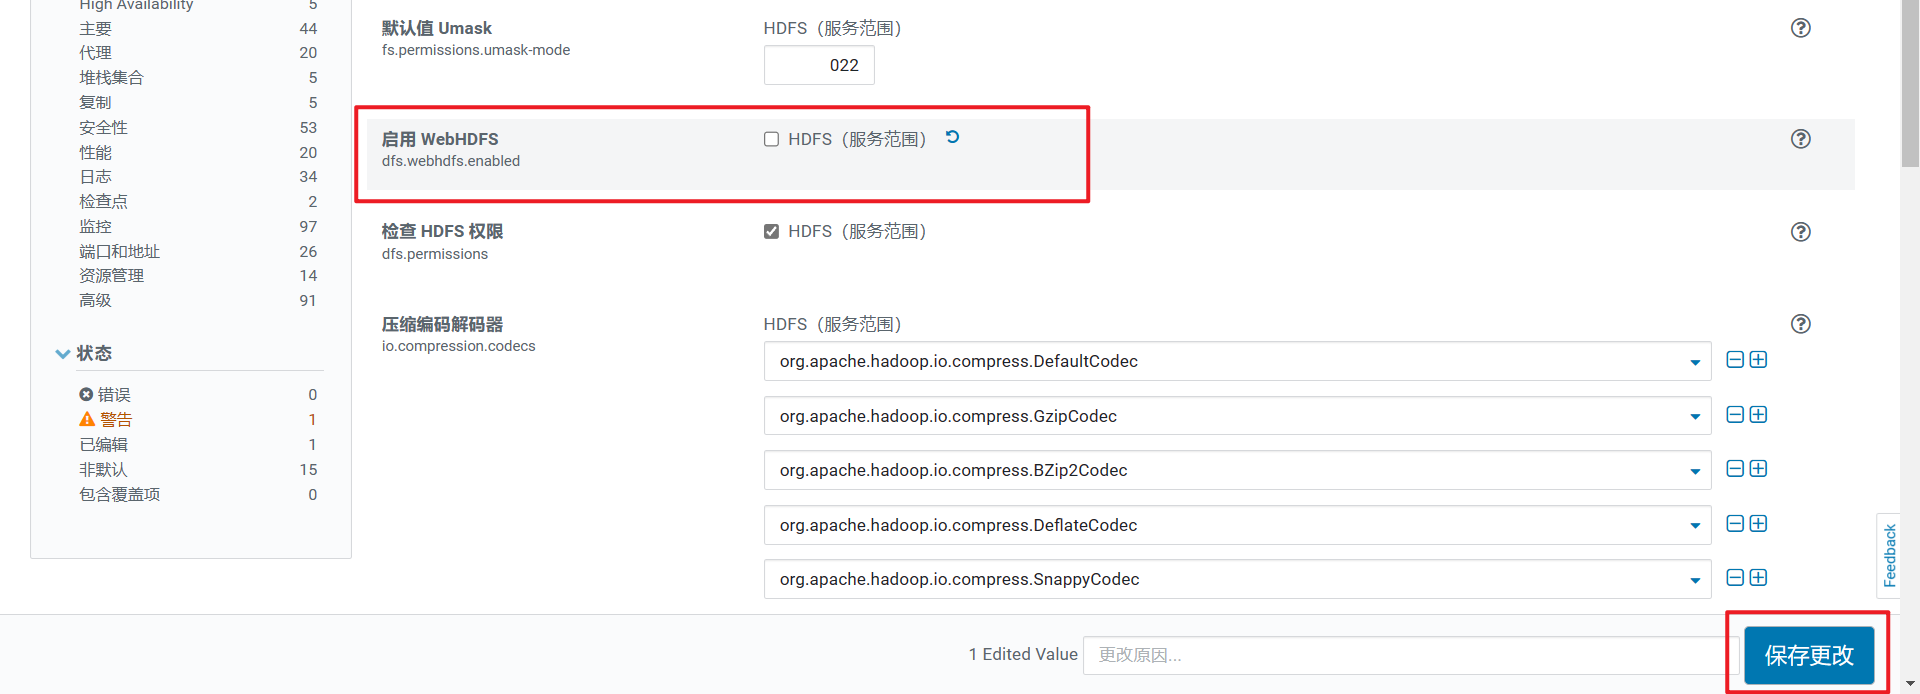 High Availability 5
主要 44
代理 20
堆栈集合 5
复制 5
安全性 53
性能 20
日志 34
检查点 2
监控 97
端口和地址 26
资源管理 14
高级 91
状态
错误 0
警告 1
已编辑 1
非默认 15
包含覆盖项 0
默认值 Umask
fs.permissions.umask-mode
HDFS（服务范围）
022
启用 WebHDFS
dfs.webhdfs.enabled
HDFS（服务范围）
检查 HDFS 权限
dfs.permissions
HDFS（服务范围）
压缩编码解码器
io.compression.codecs
HDFS（服务范围）
org.apache.hadoop.io.compress.DefaultCodec
org.apache.hadoop.io.compress.GzipCodec
org.apache.hadoop.io.compress.BZip2Codec
org.apache.hadoop.io.compress.DeflateCodec
org.apache.hadoop.io.compress.SnappyCodec
Feedback
1 Edited Value 更改原因... 保存更改